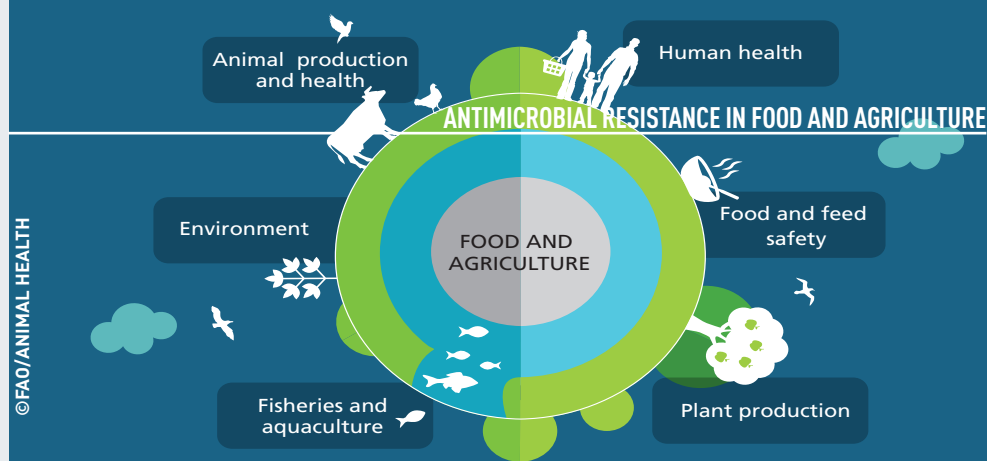 Animal production
and health
Human health
ANTIMICROBIAL RESISTANCE IN FOOD AND AGRICULTURE
Environment
FOOD AND
AGRICULTURE
Food and feed
safety
Fisheries and
aquaculture
Plant production
©FAO/ANIMAL HEALTH